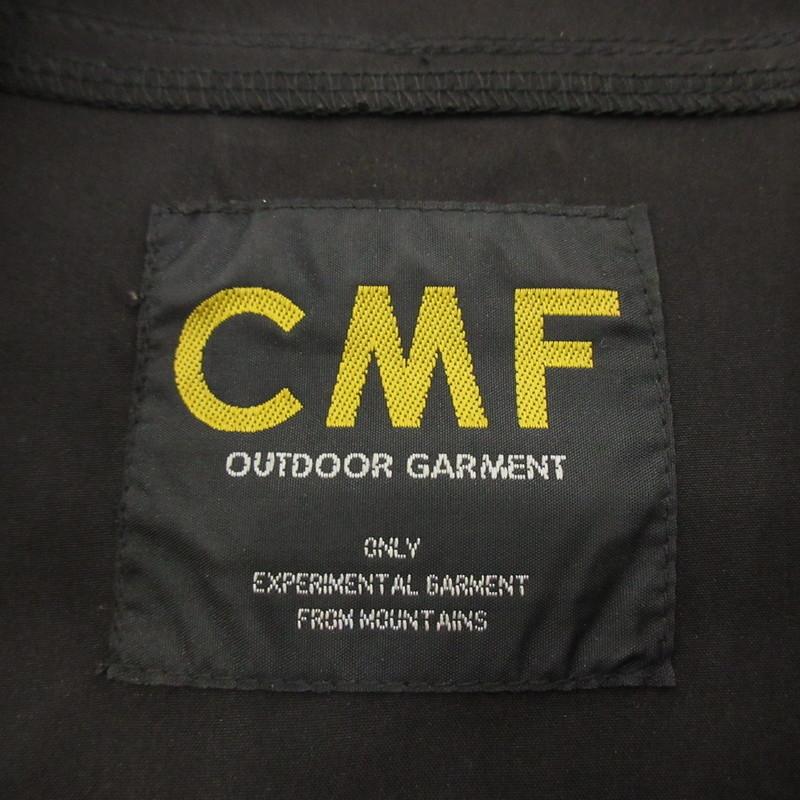 CMF
OUTDOOR GARMENT
ONLY
EXPERIMENTAL GARMENT
FROM MOUNTAINS